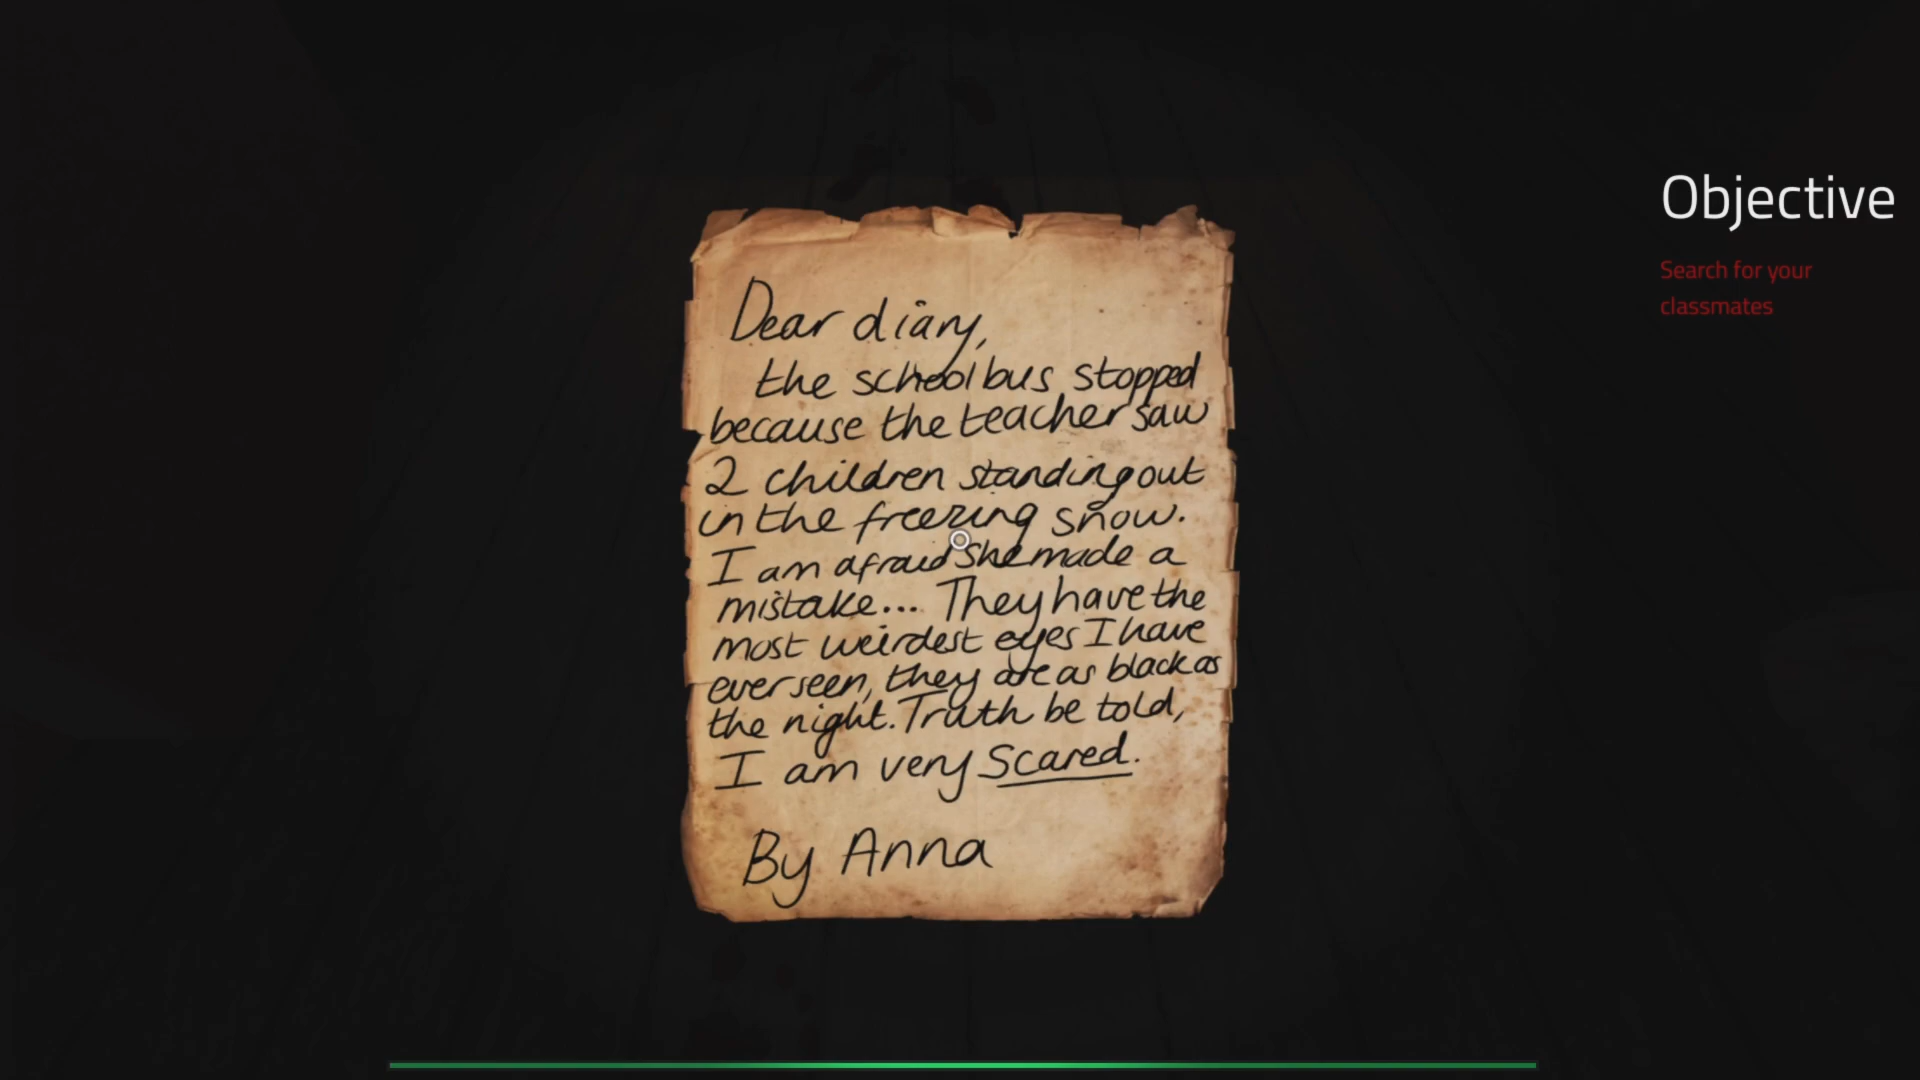 Dear diary,
the schoolbus stopped
because the teacher saw
2 children standing out
in the freezing snow.
I am afraid she made a
mistake... They have the
most weirdest eyes I have
ever seen, they are as black as
the night. Truth be told,
I am very scared.
By Anna
Objective
Search for your
classmates